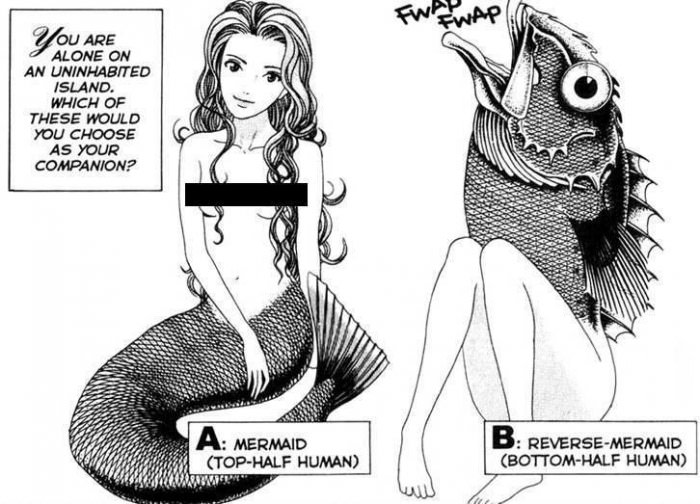 YOU ARE
ALONE ON
AN UNINHABITED
ISLAND.
WHICH OF
THESE WOULD
YOU CHOOSE
AS YOUR
COMPANION?
FWAP
FWAP
A: MERMAID
(TOP-HALF HUMAN)
B: REVERSE-MERMAID
(BOTTOM-HALF HUMAN)